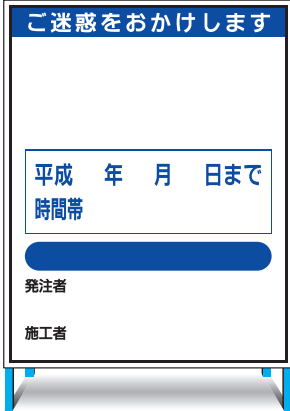 ご迷惑をおかけします
平成　年　月　日まで
時間帯
発注者
施工者